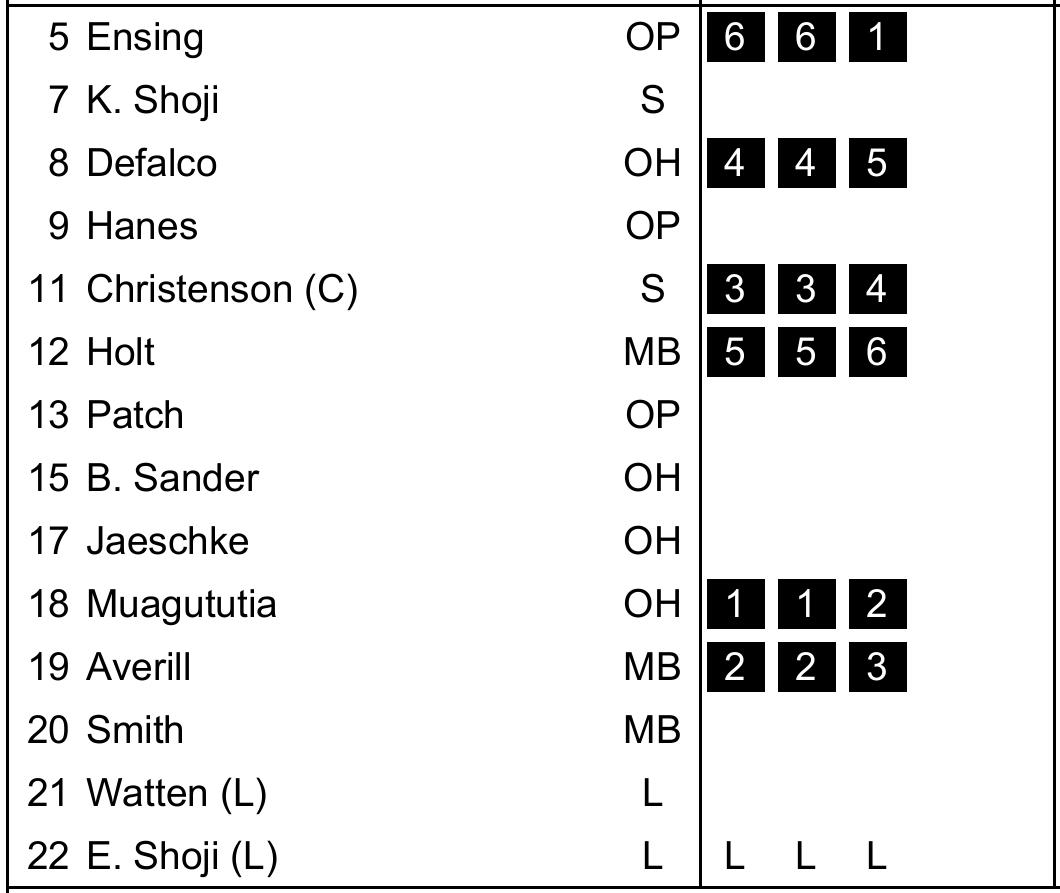 5 Ensing OP 6 6 1
7 K. Shoji S
8 Defalco OH 4 4 5
9 Hanes OP
11 Christenson (C) S 3 3 4
12 Holt MB 5 5 6
13 Patch OP
15 B. Sander OH
17 Jaeschke OH
18 Muagututia OH 1 1 2
19 Averill MB 2 2 3
20 Smith MB
21 Watten (L) L
22 E. Shoji (L) L L L L